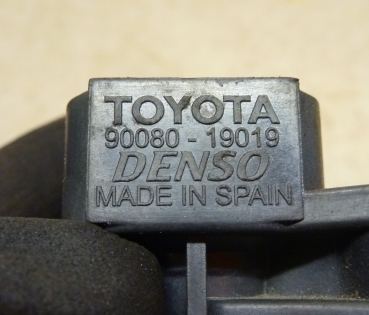 TOYOTA
90080 - 19019
DENSO
MADE IN SPAIN